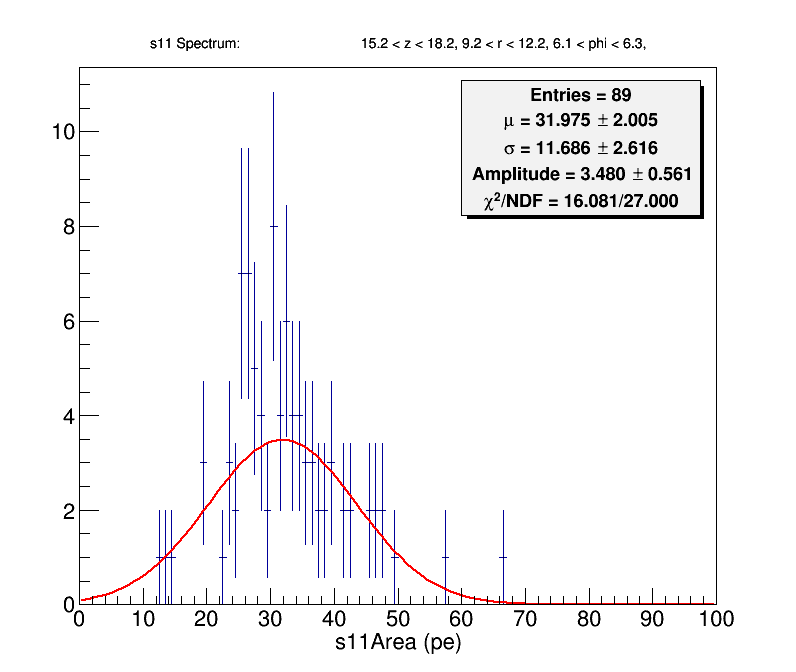 s11 Spectrum: 15.2 < z < 18.2, 9.2 < r < 12.2, 6.1 < phi < 6.3,
Entries = 89
μ = 31.975 ± 2.005
σ = 11.686 ± 2.616
Amplitude = 3.480 ± 0.561
χ²/NDF = 16.081/27.000
10
8
6
4
2
0
0 10 20 30 40 50 60 70 80 90 100
s11Area (pe)